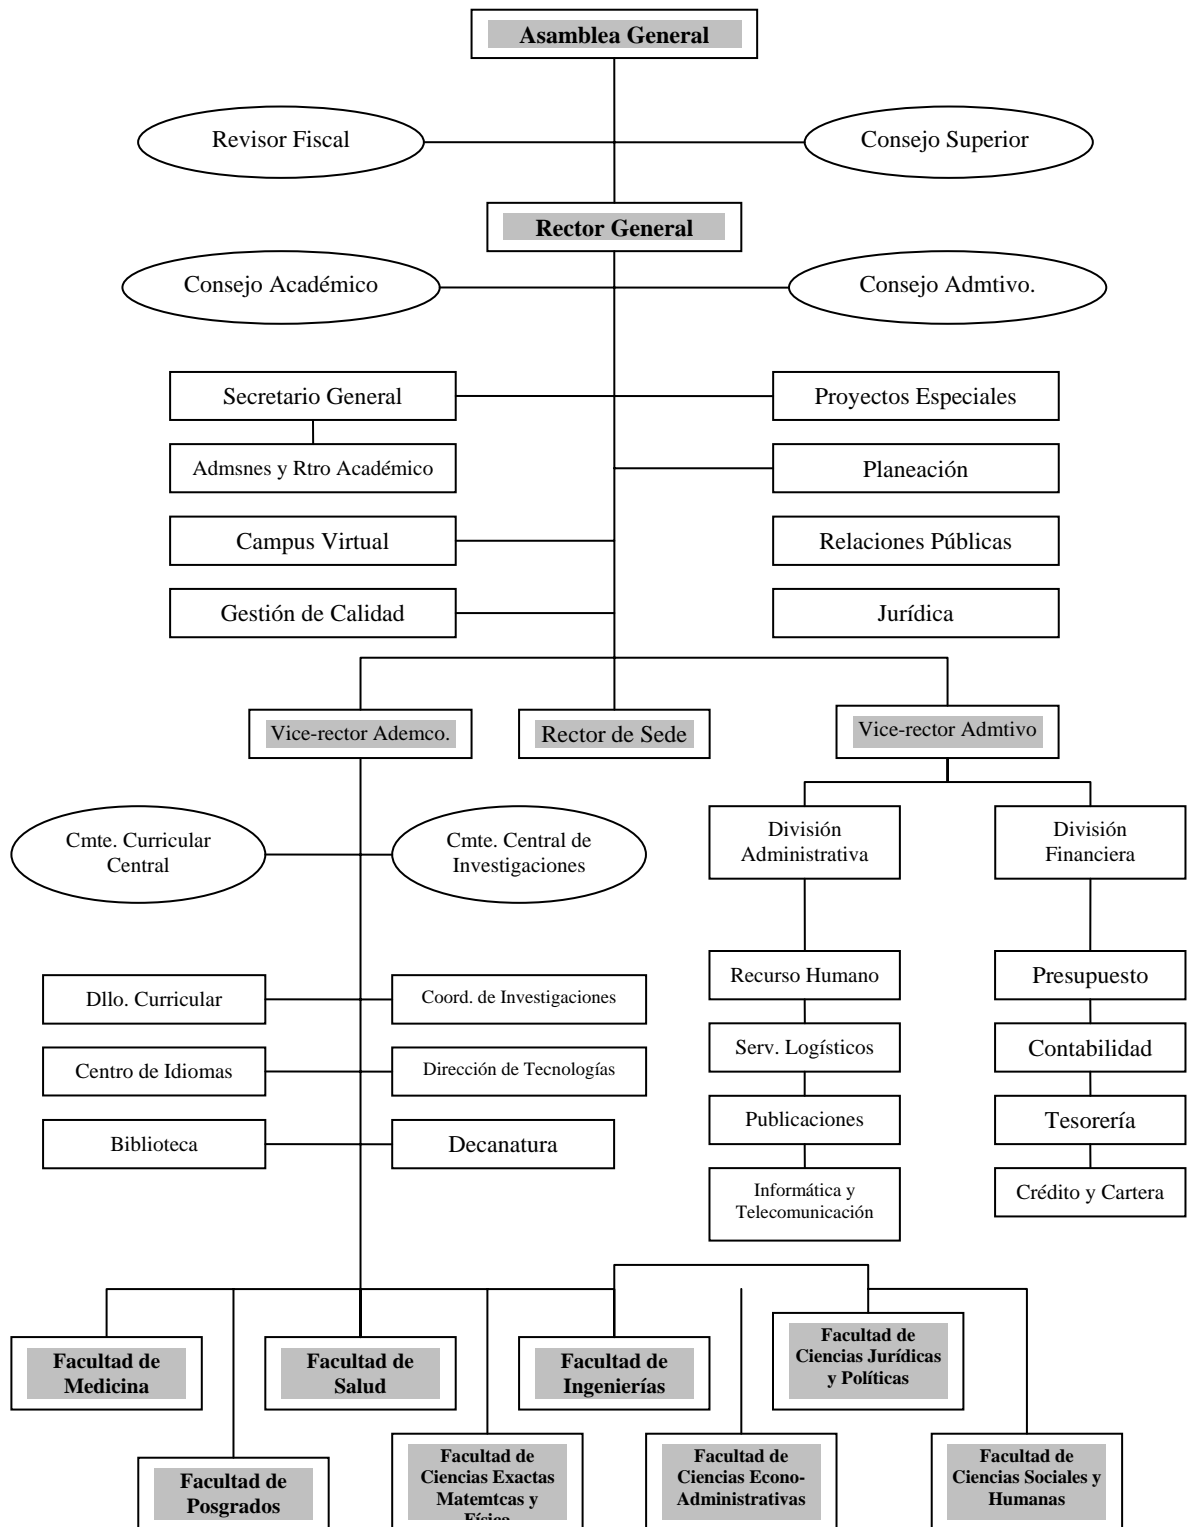 Asamblea General
Revisor Fiscal
Consejo Superior
Rector General
Consejo Académico
Consejo Admtivo.
Secretario General
Proyectos Especiales
Admsnes y Rtro Académico
Planeación
Campus Virtual
Relaciones Públicas
Gestión de Calidad
Jurídica
Vice-rector Ademco.
Rector de Sede
Vice-rector Admtivo
Cmte. Curricular
Central
Cmte. Central de
Investigaciones
División
Administrativa
División
Financiera
Dllo. Curricular
Coord. de Investigaciones
Recurso Humano
Presupuesto
Centro de Idiomas
Dirección de Tecnologías
Serv. Logísticos
Contabilidad
Biblioteca
Decanatura
Publicaciones
Tesorería
Informática y
Telecomunicación
Crédito y Cartera
Facultad de
Medicina
Facultad de
Salud
Facultad de
Ingenierías
Facultad de
Ciencias Jurídicas
y Políticas
Facultad de
Posgrados
Facultad de
Ciencias Exactas
Matemtcas y
Física
Facultad de
Ciencias Econo-
Administrativas
Facultad de
Ciencias Sociales y
Humanas